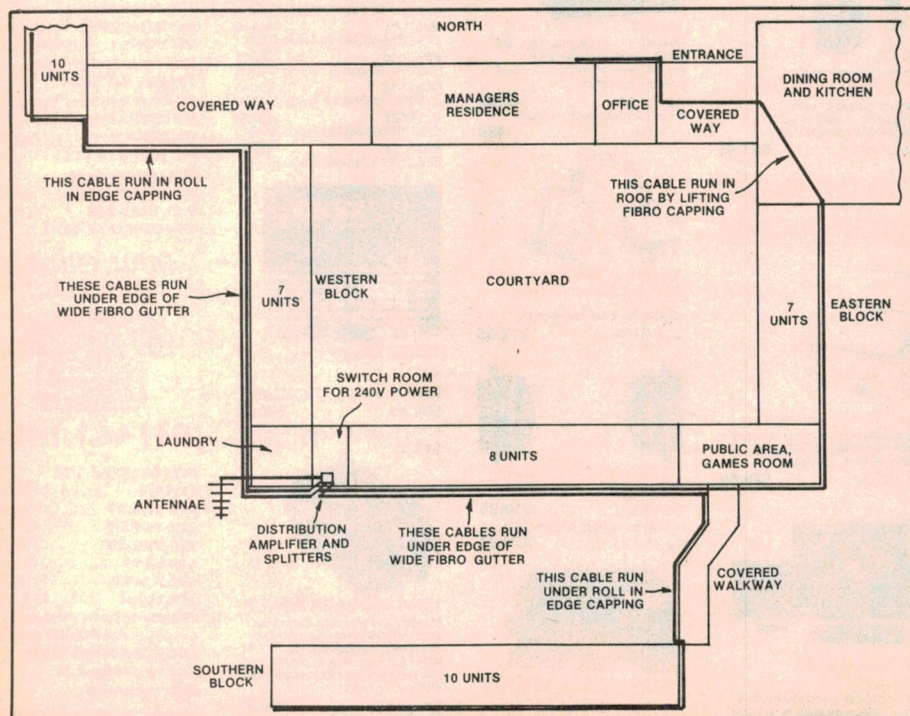 NORTH
10
UNITS
COVERED WAY
MANAGERS
RESIDENCE
OFFICE
ENTRANCE
COVERED
WAY
DINING ROOM
AND KITCHEN
THIS CABLE RUN IN ROLL
IN EDGE CAPPING
THIS CABLE RUN IN
ROOF BY LIFTING
FIBRO CAPPING
THESE CABLES RUN
UNDER EDGE OF
WIDE FIBRO GUTTER
7
UNITS
WESTERN
BLOCK
COURTYARD
7
UNITS
EASTERN
BLOCK
SWITCH ROOM
FOR 240V POWER
LAUNDRY
8 UNITS
PUBLIC AREA,
GAMES ROOM
ANTENNAE
DISTRIBUTION
AMPLIFIER AND
SPLITTERS
THESE CABLES RUN
UNDER EDGE OF
WIDE FIBRO GUTTER
THIS CABLE RUN
UNDER ROLL IN
EDGE CAPPING
COVERED
WALKWAY
SOUTHERN
BLOCK
10 UNITS